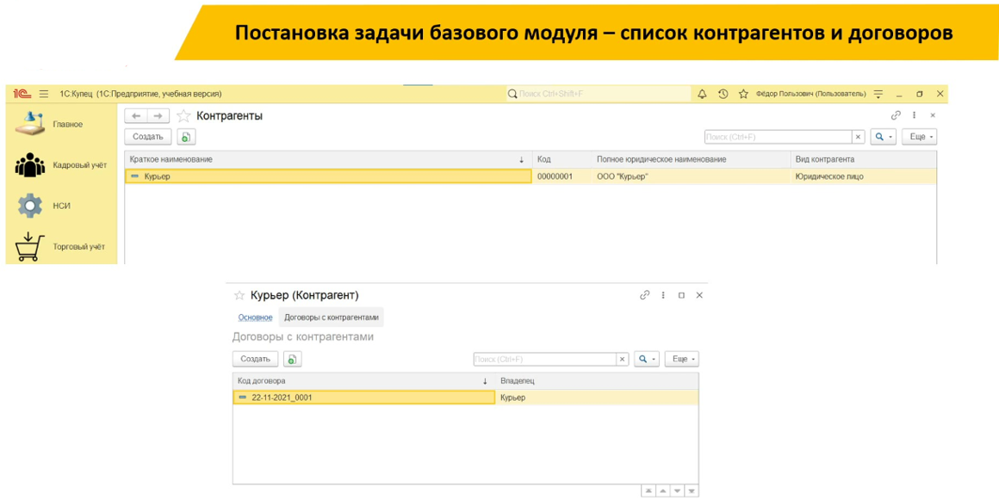 Постановка задачи базового модуля – список контрагентов и договоров
1С 1С:Купец (1С:Предприятие, учебная версия) Поиск Ctrl+Shift+F Фёдор Пользович (Пользователь)
Главное
Кадровый учёт
НСИ
Торговый учёт
Контрагенты
Создать Поиск (Ctrl+F) × Еще
Краткое наименование ↓ Код Полное юридическое наименование Вид контрагента
Курьер 00000001 ООО "Курьер" Юридическое лицо
Курьер (Контрагент)
Основное Договоры с контрагентами
Договоры с контрагентами
Создать Поиск (Ctrl+F) × Еще
Код договора ↓ Владелец
22-11-2021_0001 Курьер